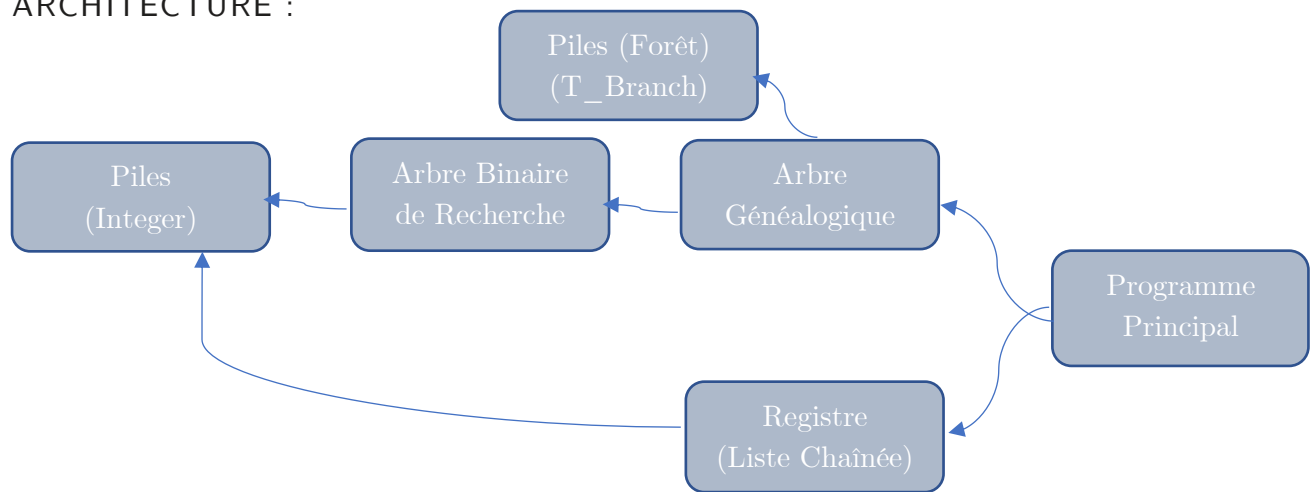 ARCHITECTURE :
Piles (Forêt)
(T_Branch)
Piles
(Integer)
Arbre Binaire
de Recherche
Arbre
Généalogique
Programme
Principal
Registre
(Liste Chaînée)